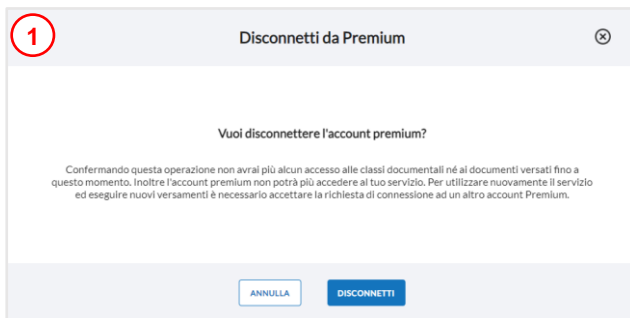 1
Disconnetti da Premium
Vuoi disconnettere l'account premium?
Confermando questa operazione non avrai più alcun accesso alle classi documentali né ai documenti versati fino a
questo momento. Inoltre l'account premium non potrà più accedere al tuo servizio. Per utilizzare nuovamente il servizio
ed eseguire nuovi versamenti è necessario accettare la richiesta di connessione ad un altro account Premium.
ANNULLA
DISCONNETTI